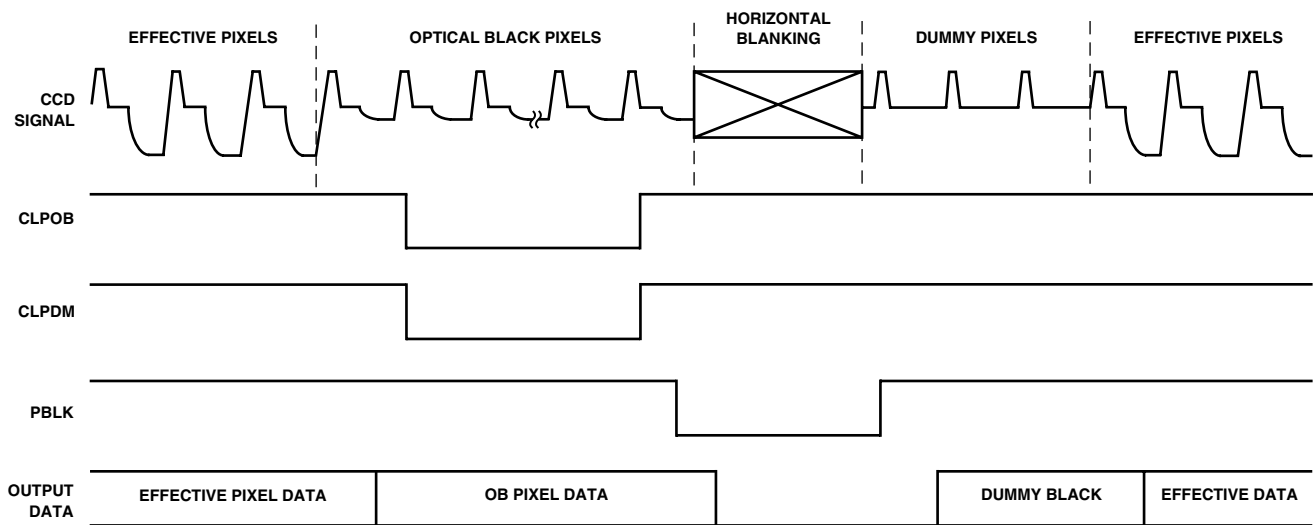 HORIZONTAL
BLANKING
EFFECTIVE PIXELS
OPTICAL BLACK PIXELS
DUMMY PIXELS
EFFECTIVE PIXELS
CCD
SIGNAL
CLPOB
CLPDM
PBLK
OUTPUT
DATA
EFFECTIVE PIXEL DATA
OB PIXEL DATA
DUMMY BLACK
EFFECTIVE DATA